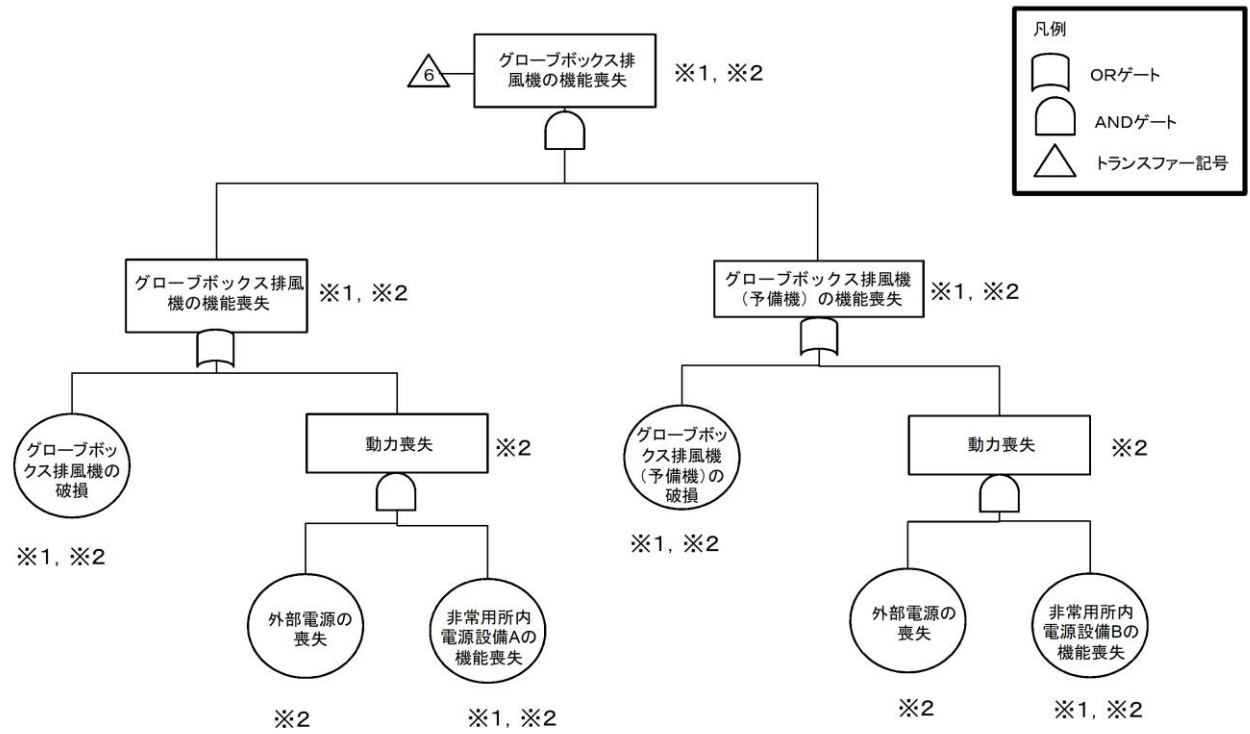 グローブボックス排
風機の機能喪失
6
※1, ※2
凡例
ORゲート
ANDゲート
トランスファー記号
グローブボックス排風
機の機能喪失
※1, ※2
グローブボックス排風機
(予備機)の機能喪失
※1, ※2
グローブボッ
クス排風機の
破損
※1, ※2
動力喪失
※2
グローブボッ
クス排風機
(予備機)の
破損
※1, ※2
動力喪失
※2
外部電源の
喪失
※2
非常用所内
電源設備Aの
機能喪失
※1, ※2
外部電源の
喪失
※2
非常用所内
電源設備Bの
機能喪失
※1, ※2